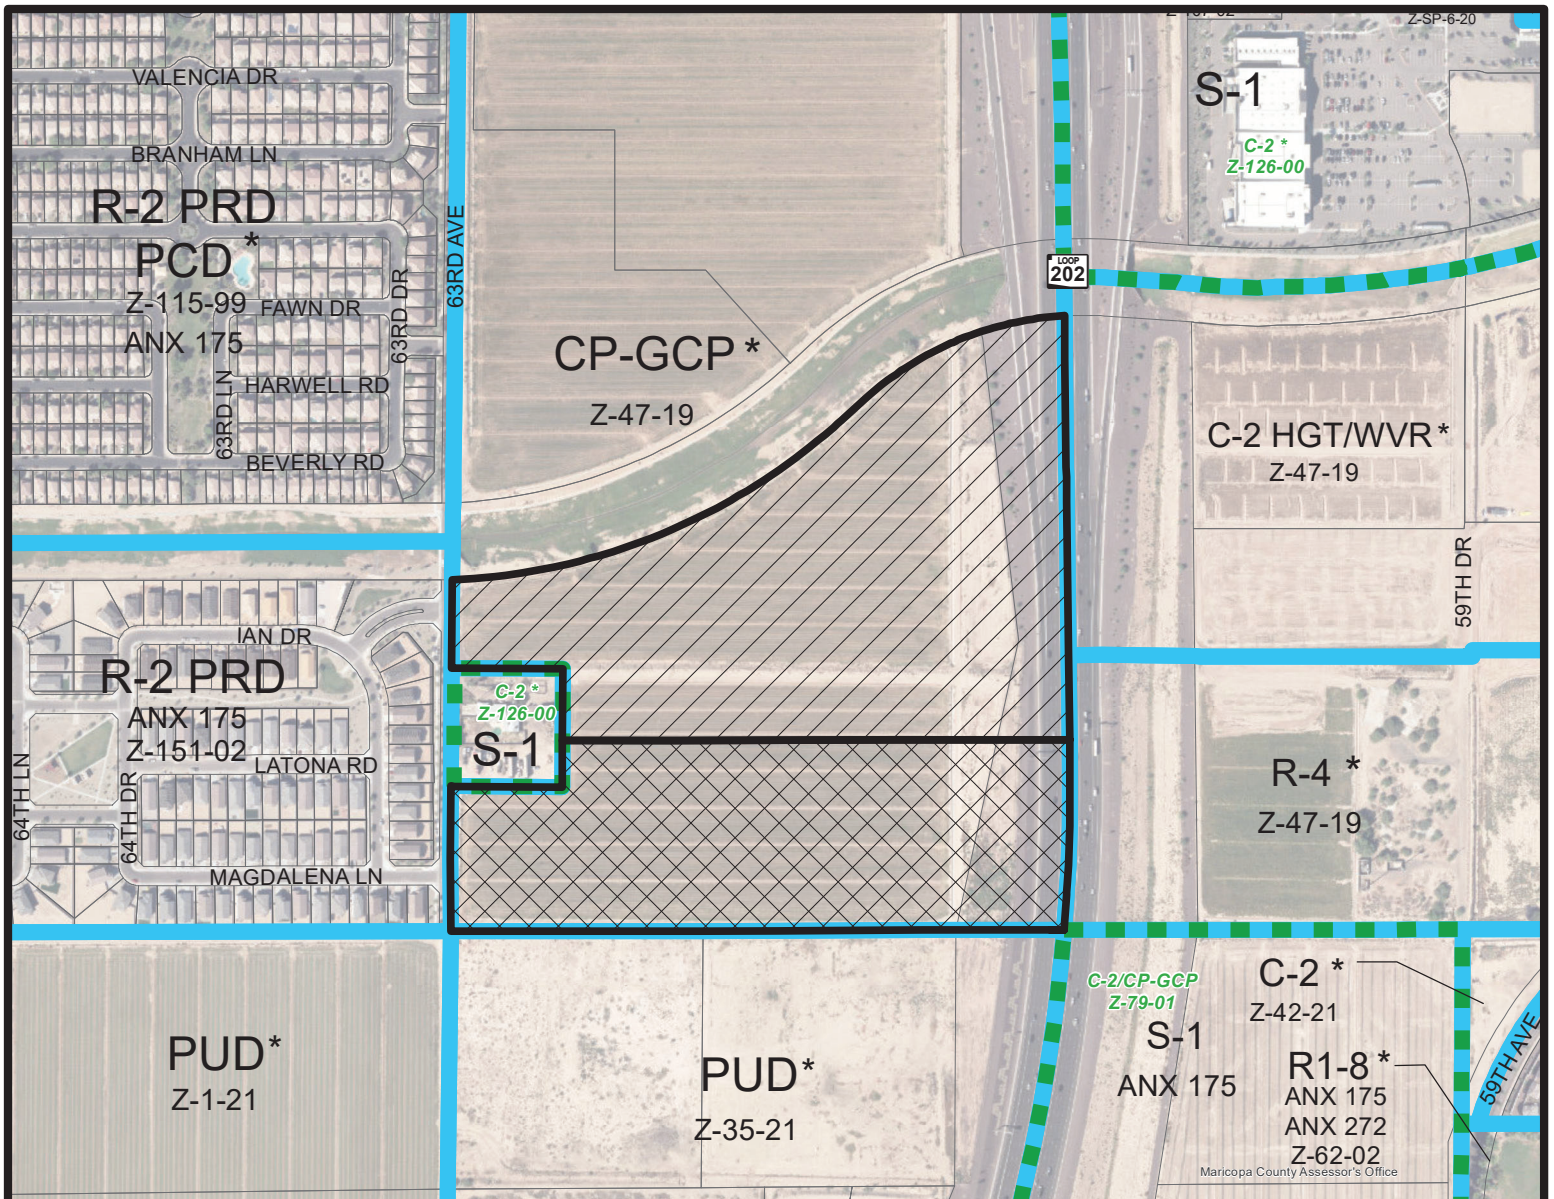 Z-SP-6-20
VALENCIA DR
BRANHAM LN
R-2 PRD
PCD *
Z-115-99
ANX 175
FAWN DR
63RD DR
HARWELL RD
63RD LN
BEVERLY RD
63RD AVE
CP-GCP *
Z-47-19
LOOP
202
S-1
C-2 *
Z-126-00
C-2 HGT/WVR *
Z-47-19
59TH DR
IAN DR
R-2 PRD
ANX 175
Z-151-02
LATONA RD
64TH LN
64TH DR
MAGDALENA LN
C-2 *
Z-126-00
S-1
R-4 *
Z-47-19
PUD *
Z-1-21
PUD *
Z-35-21
C-2/CP-GCP
Z-79-01
S-1
ANX 175
C-2 *
Z-42-21
R1-8 *
ANX 175
ANX 272
Z-62-02
59TH AVE
Maricopa County Assessor's Office